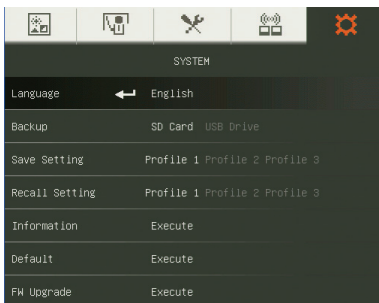 SYSTEM
Language English
Backup SD Card USB Drive
Save Setting Profile 1 Profile 2 Profile 3
Recall Setting Profile 1 Profile 2 Profile 3
Information Execute
Default Execute
FW Upgrade Execute